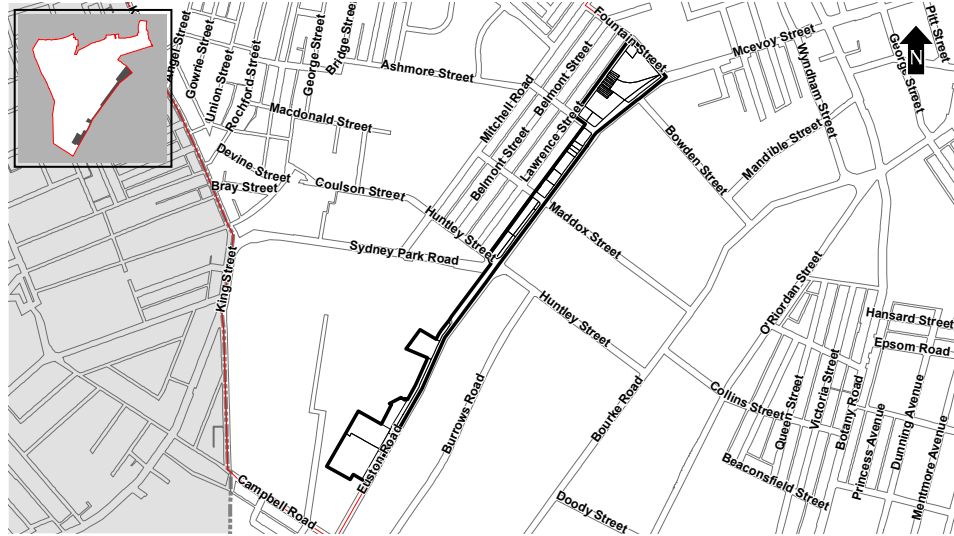 Fountain Street
Pitt Street
Angel Street
Gowrie Street
Union Street
Rochford Street
George Street
Bridge Street
Ashmore Street
Mcevoy Street
George Street
Wyndham Street
N
Mitchell Road
Belmont Street
Macdonald Street
Lawrence Street
Belmont Street
Bowden Street
Mandible Street
Devine Street
Bray Street
Coulson Street
Huntley Street
Maddox Street
Sydney Park Road
King Street
O'Riordan Street
Huntley Street
Hansard Street
Epsom Road
Collins Street
Queen Street
Victoria Street
Botany Road
Princess Avenue
Dunning Avenue
Mentmore Avenue
Burrows Road
Bourke Road
Beaconsfield Street
Euston Road
Campbell Road
Doody Street